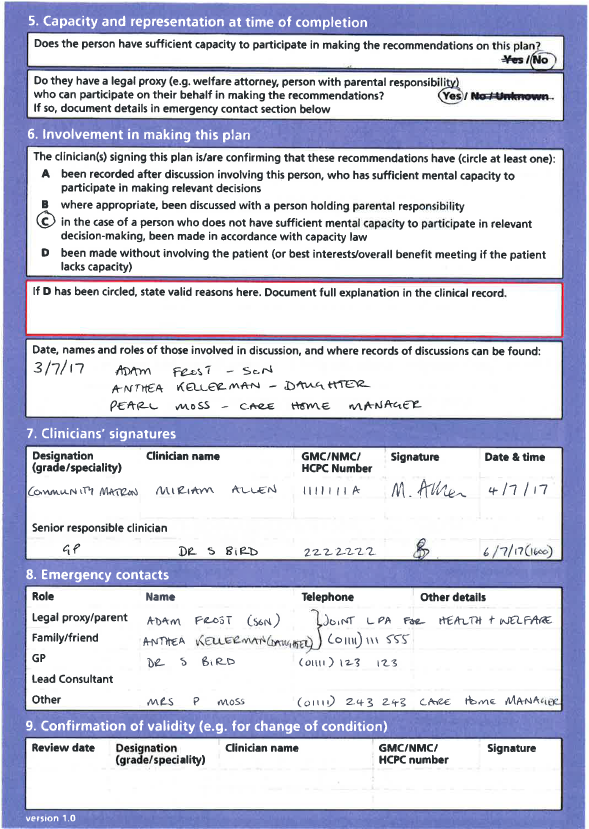 5. Capacity and representation at time of completion
Does the person have sufficient capacity to participate in making the recommendations on this plan?
Yes / No
Do they have a legal proxy (e.g. welfare attorney, person with parental responsibility)
who can participate on their behalf in making the recommendations? Yes / No / Unknown
If so, document details in emergency contact section below
6. Involvement in making this plan
The clinician(s) signing this plan is/are confirming that these recommendations have (circle at least one):
A been recorded after discussion involving this person, who has sufficient mental capacity to
participate in making relevant decisions
B where appropriate, been discussed with a person holding parental responsibility
C in the case of a person who does not have sufficient mental capacity to participate in relevant
decision-making, been made in accordance with capacity law
D been made without involving the patient (or best interests/overall benefit meeting if the patient
lacks capacity)
If D has been circled, state valid reasons here. Document full explanation in the clinical record.
Date, names and roles of those involved in discussion, and where records of discussions can be found:
3/7/17 ADAM FROST - SON
ANTHEA KELLERMAN - DAUGHTER
PEARL MOSS - CARE HOME MANAGER
7. Clinicians' signatures
Designation Clinician name GMC/NMC/ Signature Date & time
(grade/speciality) HCPC Number
COMMUNITY MATRON MIRIAM ALLEN 1111111A M. Allen 4/7/17
Senior responsible clinician
GP DR S BIRD 2222222 6/7/17 (1600)
8. Emergency contacts
Role Name Telephone Other details
Legal proxy/parent ADAM FROST (SON) } JOINT LPA FOR HEALTH + WELFARE
Family/friend ANTHEA KELLERMAN (DAUGHTER) (01111) 111 555
GP DR S BIRD (01111) 123 123
Lead Consultant
Other MRS P MOSS (01111) 243 243 CARE HOME MANAGER
9. Confirmation of validity (e.g. for change of condition)
Review date Designation Clinician name GMC/NMC/ Signature
(grade/speciality) HCPC number
version 1.0